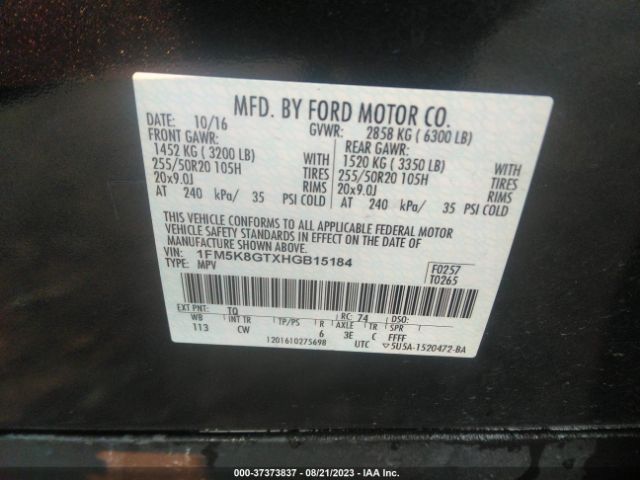 MFD. BY FORD MOTOR CO.
DATE: 10/16 GVWR: 2858 KG ( 6300 LB)
FRONT GAWR: REAR GAWR:
1452 KG ( 3200 LB) WITH 1520 KG ( 3350 LB) WITH
255/50R20 105H TIRES 255/50R20 105H TIRES
20x9.0J RIMS 20x9.0J RIMS
AT 240 kPa/ 35 PSI COLD AT 240 kPa/ 35 PSI COLD
THIS VEHICLE CONFORMS TO ALL APPLICABLE FEDERAL MOTOR
VEHICLE SAFETY STANDARDS IN EFFECT ON THE DATE OF
MANUFACTURE SHOWN ABOVE.
VIN: 1FM5K8GTXHGB15184
TYPE: MPV
F0257
T0265
EXT PNT: TQ RC: 74
WB INT TR TP/PS R AXLE TR SPR
113 CW 6 3E C FFFF
1201610275698 UTC ▽5U5A-1520472-BA
000-37373837 - 08/21/2023 - IAA Inc.